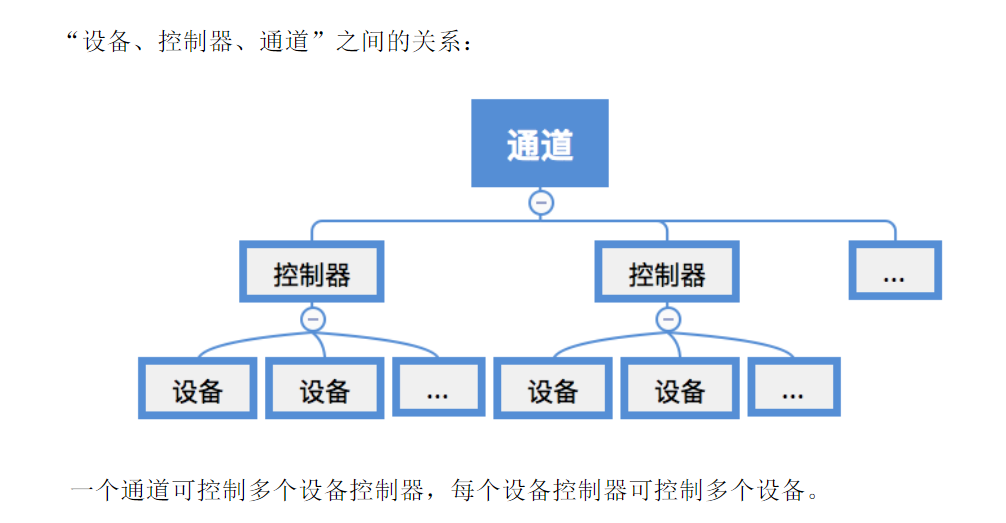 “设备、控制器、通道”之间的关系：
通道
控制器
控制器
...
设备
设备
...
设备
设备
...
一个通道可控制多个设备控制器，每个设备控制器可控制多个设备。